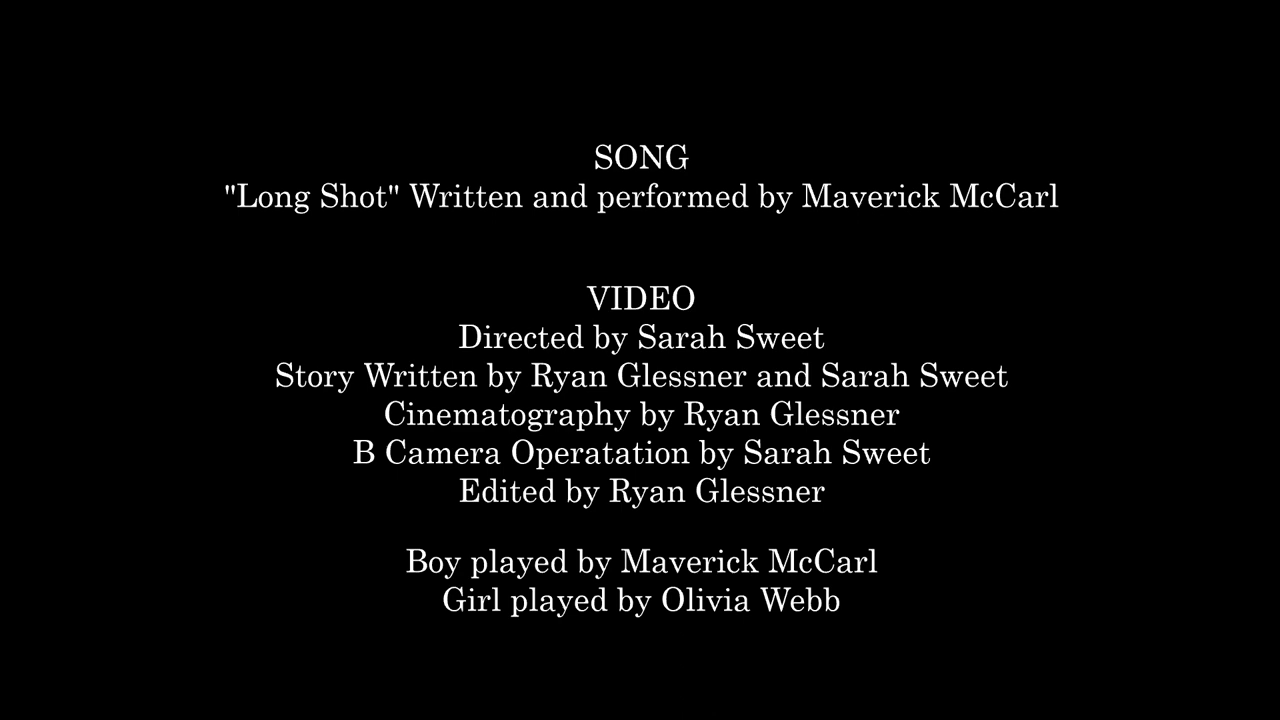 SONG
"Long Shot" Written and performed by Maverick McCarl
VIDEO
Directed by Sarah Sweet
Story Written by Ryan Glessner and Sarah Sweet
Cinematography by Ryan Glessner
B Camera Operatation by Sarah Sweet
Edited by Ryan Glessner
Boy played by Maverick McCarl
Girl played by Olivia Webb